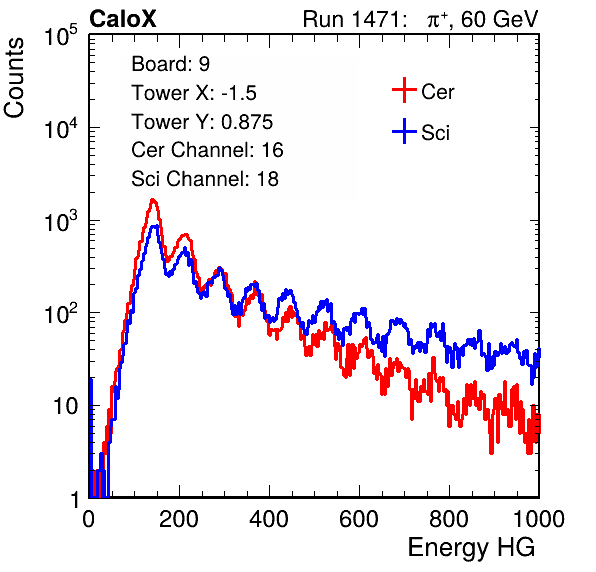 CaloX Run 1471: π⁺, 60 GeV
Counts
10⁵
10⁴
10³
10²
10
1
Board: 9
Tower X: -1.5
Tower Y: 0.875
Cer Channel: 16
Sci Channel: 18
Cer
Sci
0 200 400 600 800 1000
Energy HG